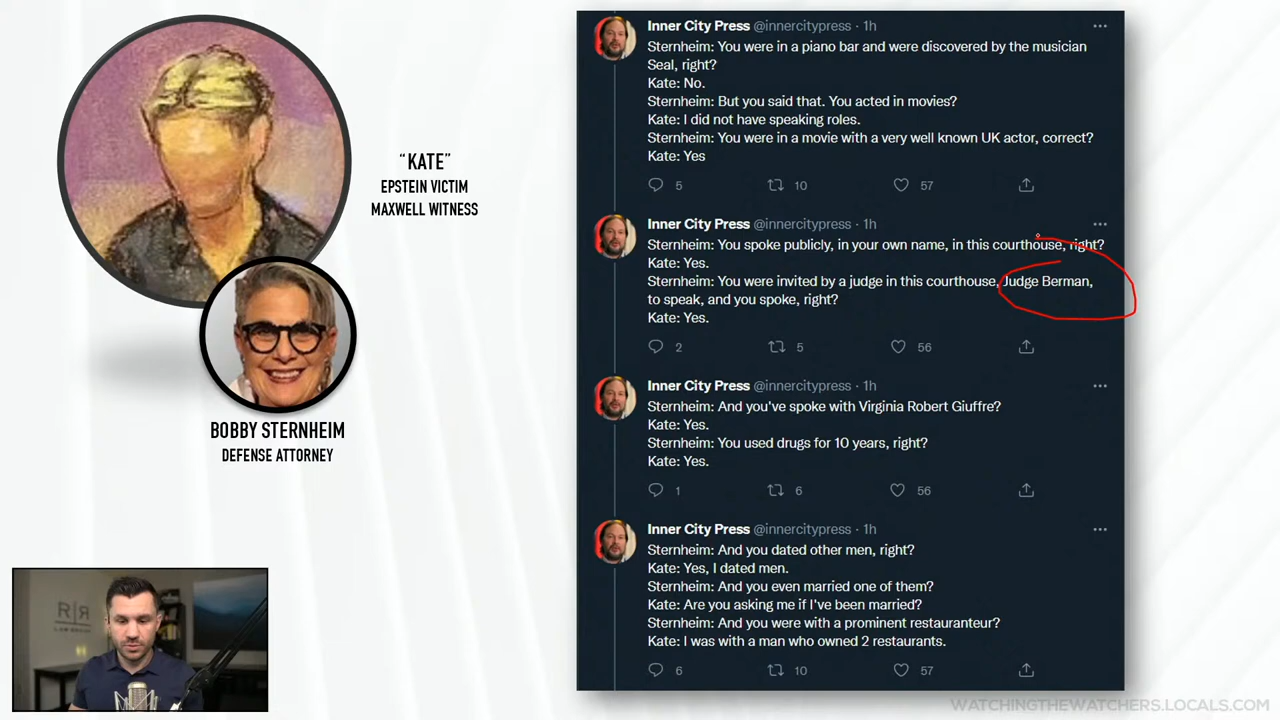 Inner City Press @innercitypress · 1h
Sternheim: You were in a piano bar and were discovered by the musician
Seal, right?
Kate: No.
Sternheim: But you said that. You acted in movies?
Kate: I did not have speaking roles.
Sternheim: You were in a movie with a very well known UK actor, correct?
Kate: Yes
5 10 57
Inner City Press @innercitypress · 1h
Sternheim: You spoke publicly, in your own name, in this courthouse, right?
Kate: Yes.
Sternheim: You were invited by a judge in this courthouse, Judge Berman,
to speak, and you spoke, right?
Kate: Yes.
2 5 56
Inner City Press @innercitypress · 1h
Sternheim: And you've spoke with Virginia Robert Giuffre?
Kate: Yes.
Sternheim: You used drugs for 10 years, right?
Kate: Yes.
1 6 56
Inner City Press @innercitypress · 1h
Sternheim: And you dated other men, right?
Kate: Yes, I dated men.
Sternheim: And you even married one of them?
Kate: Are you asking me if I've been married?
Sternheim: And you were with a prominent restauranteur?
Kate: I was with a man who owned 2 restaurants.
6 10 57
“KATE”
EPSTEIN VICTIM
MAXWELL WITNESS
BOBBY STERNHEIM
DEFENSE ATTORNEY
R|R
LAW GROUP
WATCHINGTHEWATCHERS.LOCALS.COM